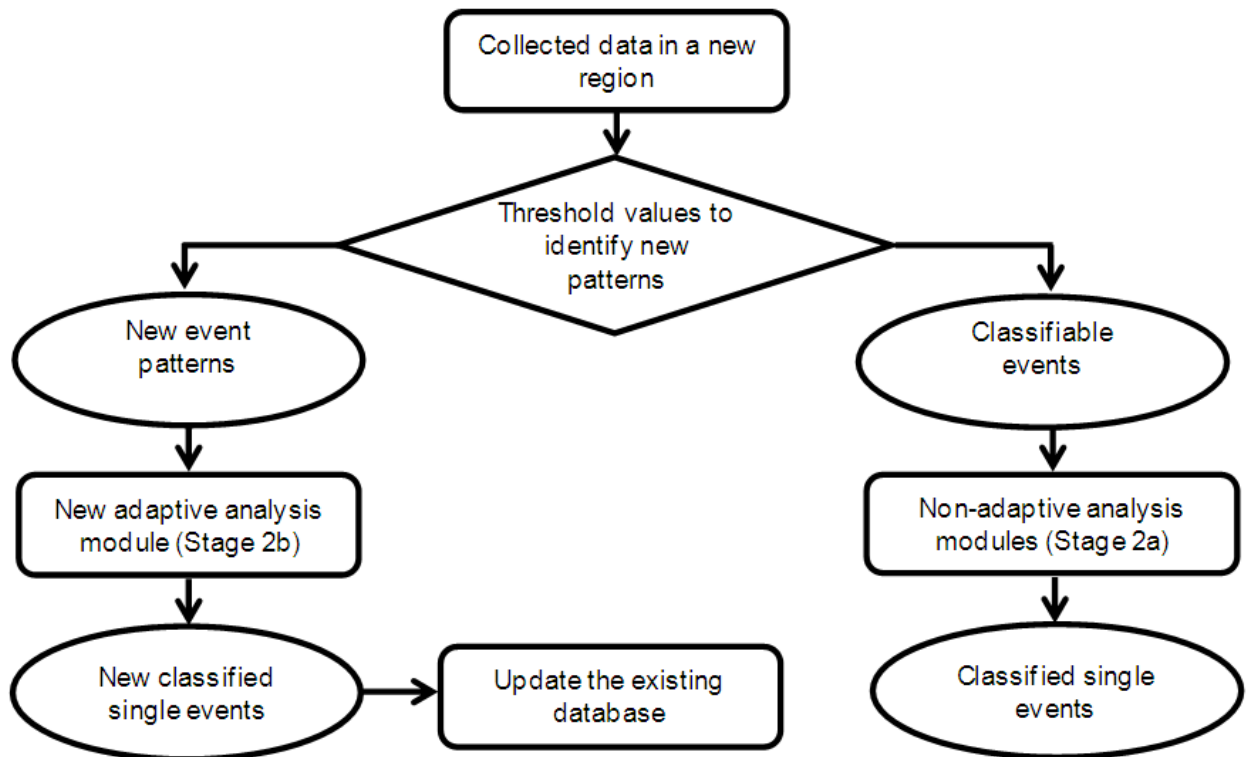 Collected data in a new
region
Threshold values to
identify new
patterns
New event
patterns
Classifiable
events
New adaptive analysis
module (Stage 2b)
Non-adaptive analysis
modules (Stage 2a)
New classified
single events
Update the existing
database
Classified single
events